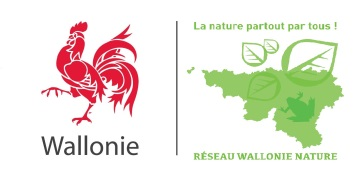 Wallonie
La nature partout par tous !
RÉSEAU WALLONIE NATURE